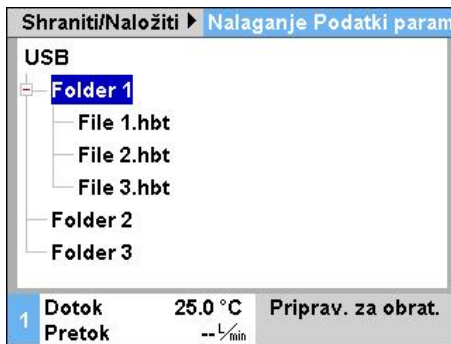 Shraniti/Naložiti ▶ Nalaganje Podatki param
USB
Folder 1
File 1.hbt
File 2.hbt
File 3.hbt
Folder 2
Folder 3
1 Dotok 25.0 °C Priprav. za obrat.
Pretok -- L/min